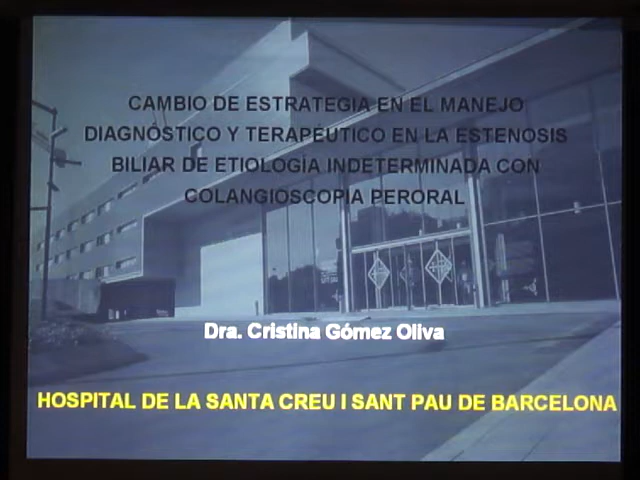 CAMBIO DE ESTRATEGIA EN EL MANEJO
DIAGNÓSTICO Y TERAPÉUTICO EN LA ESTENOSIS
BILIAR DE ETIOLOGÍA INDETERMINADA CON
COLANGIOSCOPIA PERORAL
Dra. Cristina Gómez Oliva
HOSPITAL DE LA SANTA CREU I SANT PAU DE BARCELONA